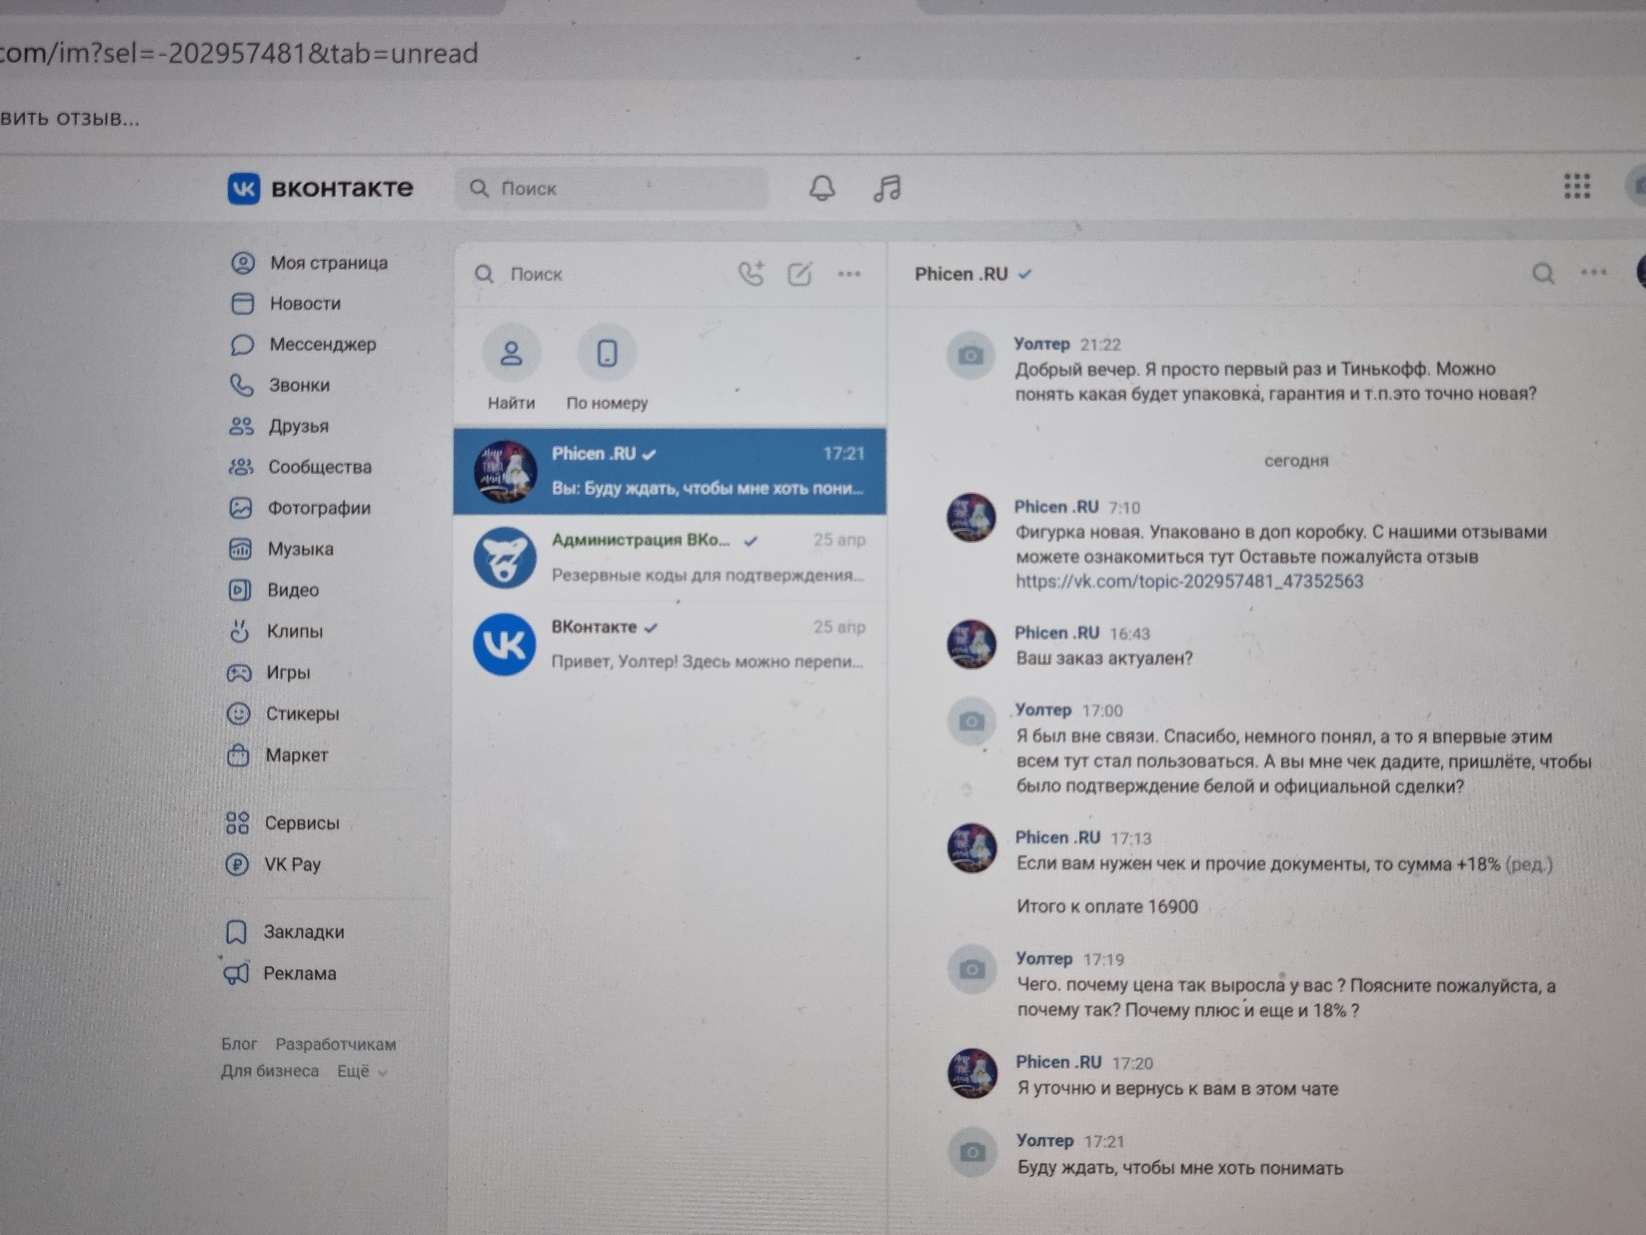 com/im?sel=-202957481&tab=unread
вить отзыв...
вконтакте
Поиск
Моя страница
Новости
Мессенджер
Звонки
Друзья
Сообщества
Фотографии
Музыка
Видео
Клипы
Игры
Стикеры
Маркет
Сервисы
VK Pay
Закладки
Реклама
Блог Разработчикам
Для бизнеса Ещё
Поиск
Найти По номеру
Phicen .RU 17:21
Вы: Буду ждать, чтобы мне хоть пони...
Администрация ВКо... 25 апр
Резервные коды для подтверждения...
ВКонтакте 25 апр
Привет, Уолтер! Здесь можно перепи...
Phicen .RU
Уолтер 21:22
Добрый вечер. Я просто первый раз и Тинькофф. Можно
понять какая будет упаковка, гарантия и т.п.это точно новая?
сегодня
Phicen .RU 7:10
Фигурка новая. Упаковано в доп коробку. С нашими отзывами
можете ознакомиться тут Оставьте пожалуйста отзыв
https://vk.com/topic-202957481_47352563
Phicen .RU 16:43
Ваш заказ актуален?
Уолтер 17:00
Я был вне связи. Спасибо, немного понял, а то я впервые этим
всем тут стал пользоваться. А вы мне чек дадите, пришлёте, чтобы
было подтверждение белой и официальной сделки?
Phicen .RU 17:13
Если вам нужен чек и прочие документы, то сумма +18% (ред.)
Итого к оплате 16900
Уолтер 17:19
Чего. почему цена так выросла у вас ? Поясните пожалуйста, а
почему так? Почему плюс и еще и 18% ?
Phicen .RU 17:20
Я уточню и вернусь к вам в этом чате
Уолтер 17:21
Буду ждать, чтобы мне хоть понимать